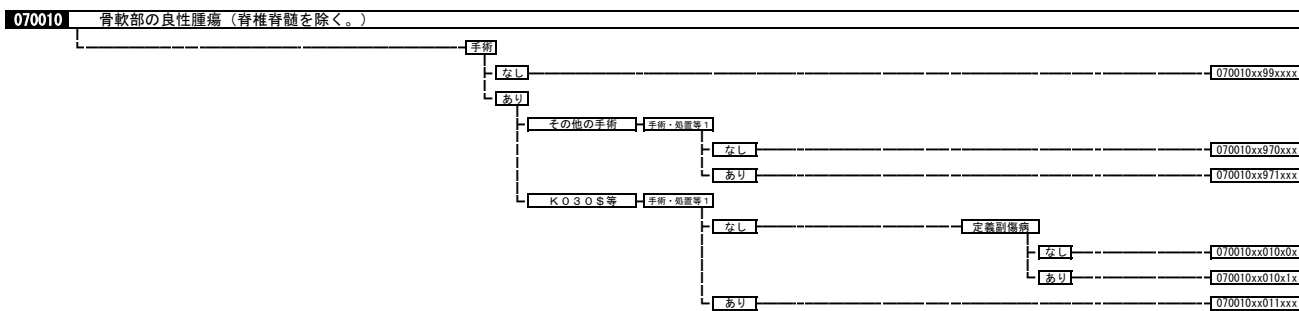 070010 骨軟部の良性腫瘍（脊椎脊髄を除く。）
手術
なし 070010xx99xxxx
あり
その他の手術 手術・処置等１
なし 070010xx970xxx
あり 070010xx971xxx
Ｋ０３０＄等 手術・処置等１
なし 定義副傷病
なし 070010xx010x0x
あり 070010xx010x1x
あり 070010xx011xxx